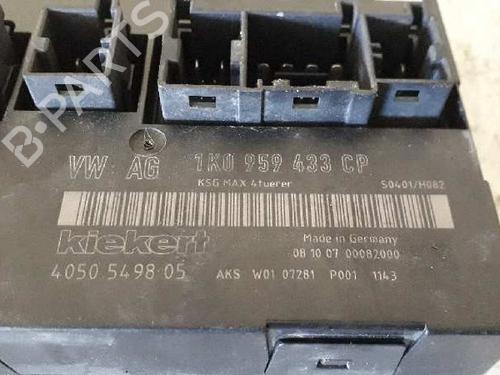 B-PARTS
VW AG 1K0 959 433 CP
KSG MAX 4tuerer S0401/H082
kiekert
Made in Germany
08 10 07 00082000
4050 5498 05
AKS W01 07281 P001 1143